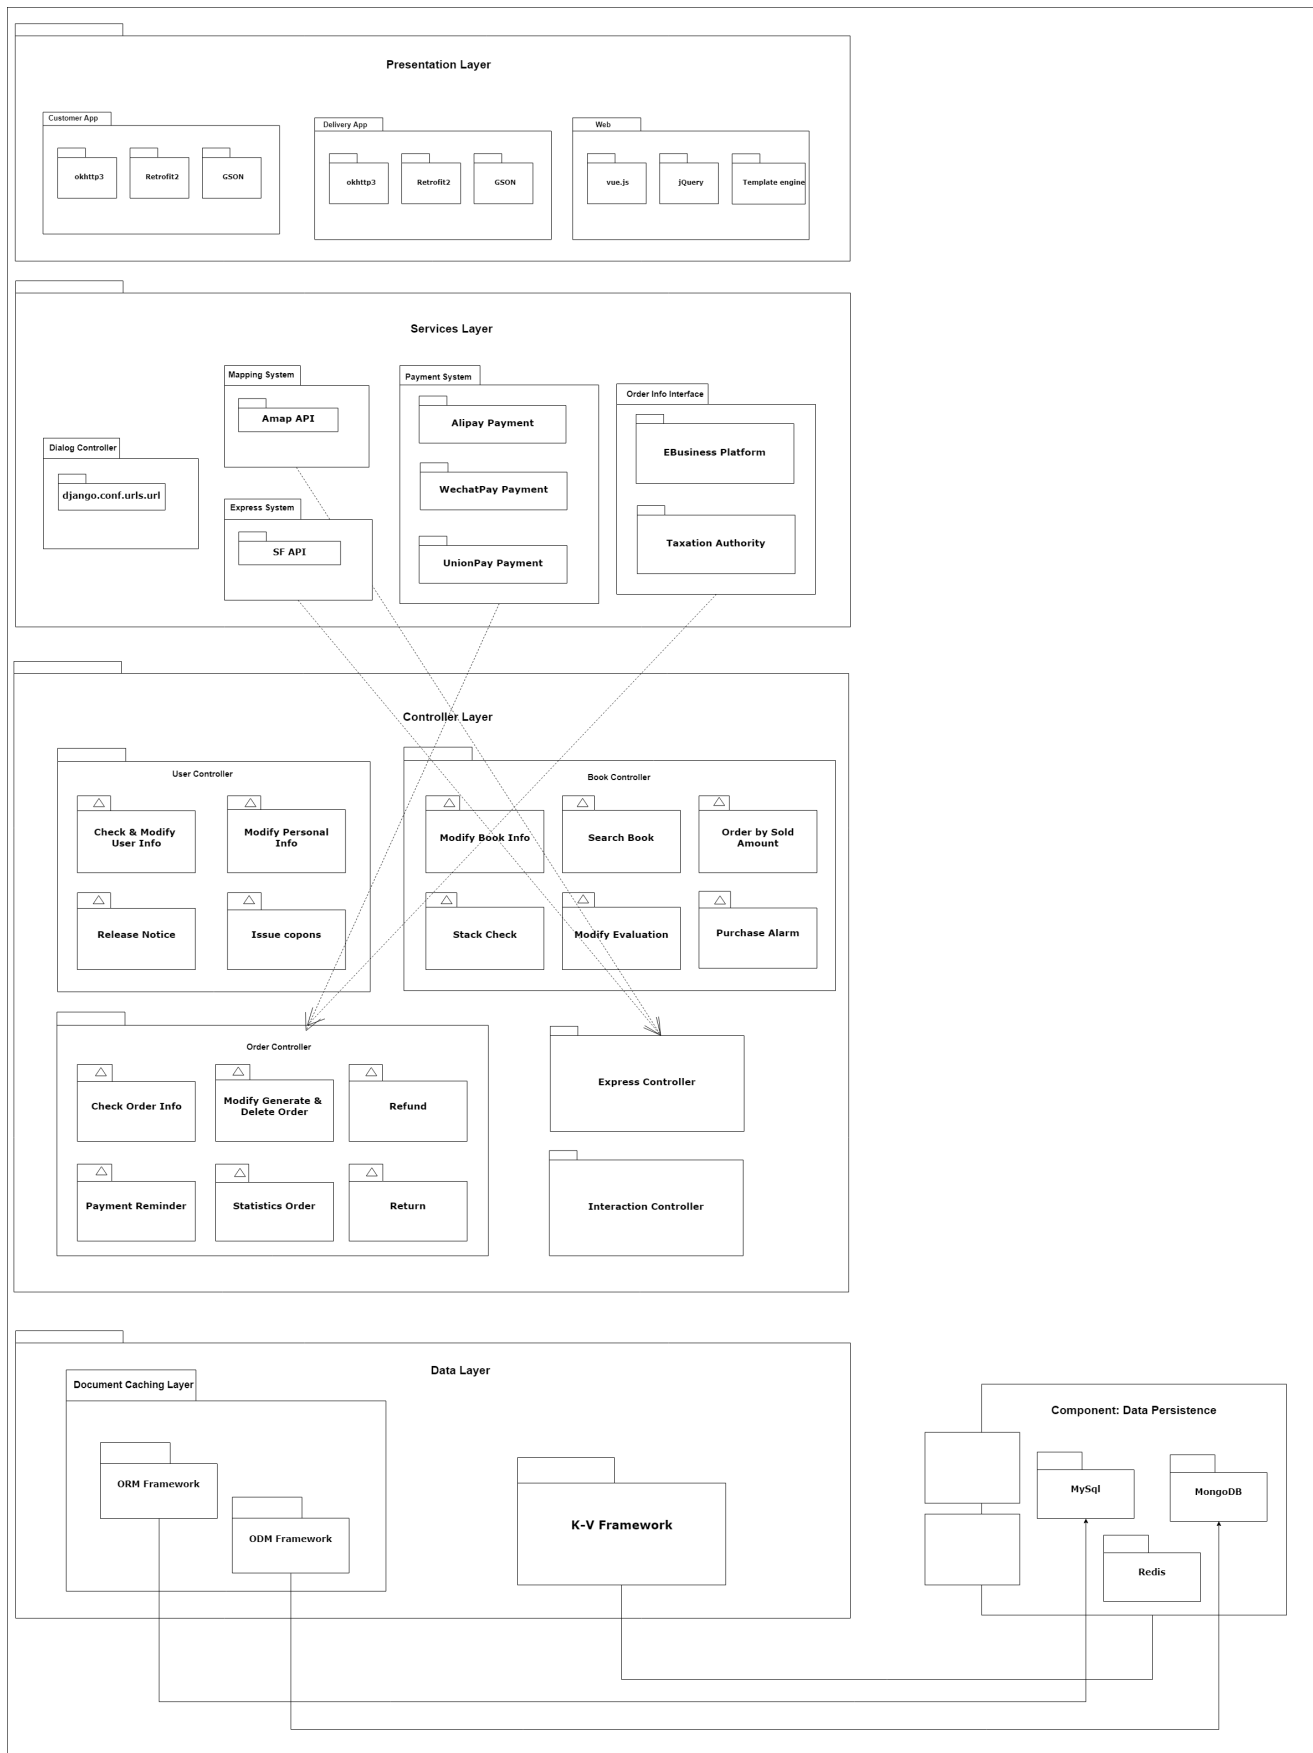 Presentation Layer
Customer App
okhttp3
Retrofit2
GSON
Delivery App
okhttp3
Retrofit2
GSON
Web
vue.js
jQuery
Template engine
Services Layer
Dialog Controller
django.conf.urls.url
Mapping System
Amap API
Express System
SF API
Payment System
Alipay Payment
WechatPay Payment
UnionPay Payment
Order Info Interface
EBusiness Platform
Taxation Authority
Controller Layer
User Controller
Check & Modify
User Info
Modify Personal
Info
Release Notice
Issue copons
Book Controller
Modify Book Info
Search Book
Order by Sold
Amount
Stack Check
Modify Evaluation
Purchase Alarm
Order Controller
Check Order Info
Modify Generate &
Delete Order
Refund
Payment Reminder
Statistics Order
Return
Express Controller
Interaction Controller
Data Layer
Document Caching Layer
ORM Framework
ODM Framework
K-V Framework
Component: Data Persistence
MySql
MongoDB
Redis